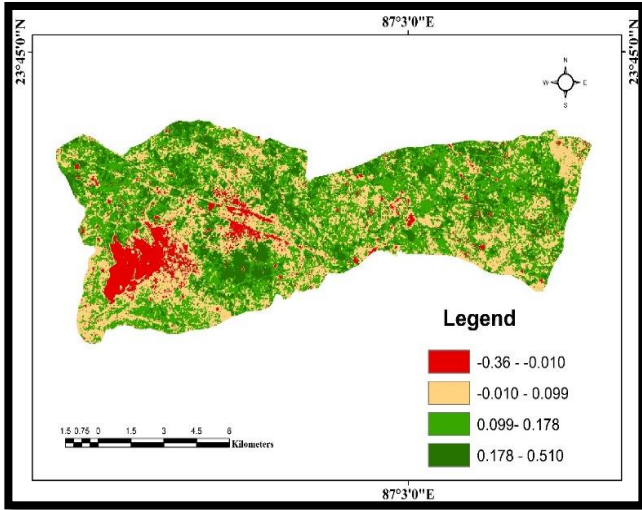 87°3'0"E
23°45'0"N
23°45'0"N
N
W
E
S
Legend
-0.36 - -0.010
-0.010 - 0.099
0.099- 0.178
0.178 - 0.510
1.5 0.75 0 1.5 3 4.5 6
Kilometers
87°3'0"E